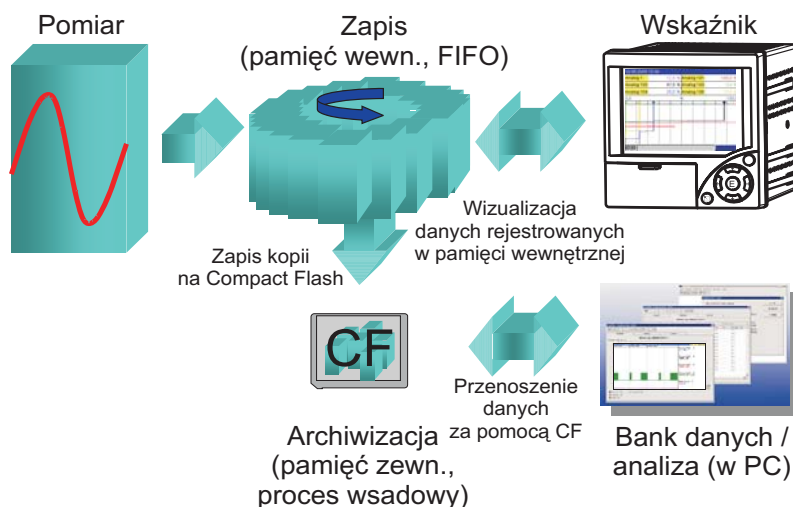 Pomiar
Zapis
(pamięć wewn., FIFO)
Wskaźnik
E
Wizualizacja
danych rejestrowanych
w pamięci wewnętrznej
Zapis kopii
na Compact Flash
CF
Przenoszenie
danych
za pomocą CF
Archiwizacja
(pamięć zewn.,
proces wsadowy)
Bank danych /
analiza (w PC)